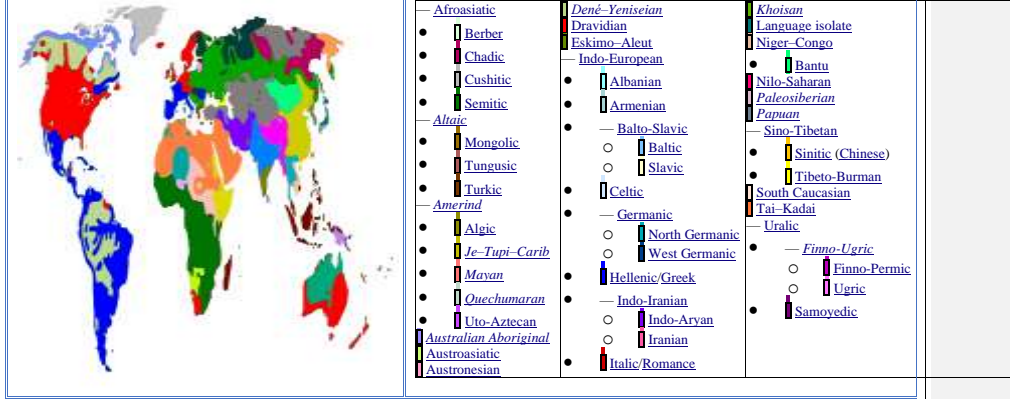 — Afroasiatic
● Berber
● Chadic
● Cushitic
● Semitic
— Altaic
● Mongolic
● Tungusic
● Turkic
— Amerind
● Algic
● Je–Tupi–Carib
● Mayan
● Quechumaran
● Uto-Aztecan
Australian Aboriginal
Austroasiatic
Austronesian
Dené–Yeniseian
Dravidian
Eskimo–Aleut
— Indo-European
● Albanian
● Armenian
● — Balto-Slavic
○ Baltic
○ Slavic
● Celtic
● — Germanic
○ North Germanic
○ West Germanic
● Hellenic/Greek
● — Indo-Iranian
○ Indo-Aryan
○ Iranian
● Italic/Romance
Khoisan
Language isolate
Niger–Congo
● Bantu
Nilo-Saharan
Paleosiberian
Papuan
— Sino-Tibetan
● Sinitic (Chinese)
● Tibeto-Burman
South Caucasian
Tai–Kadai
— Uralic
● — Finno-Ugric
○ Finno-Permic
○ Ugric
● Samoyedic